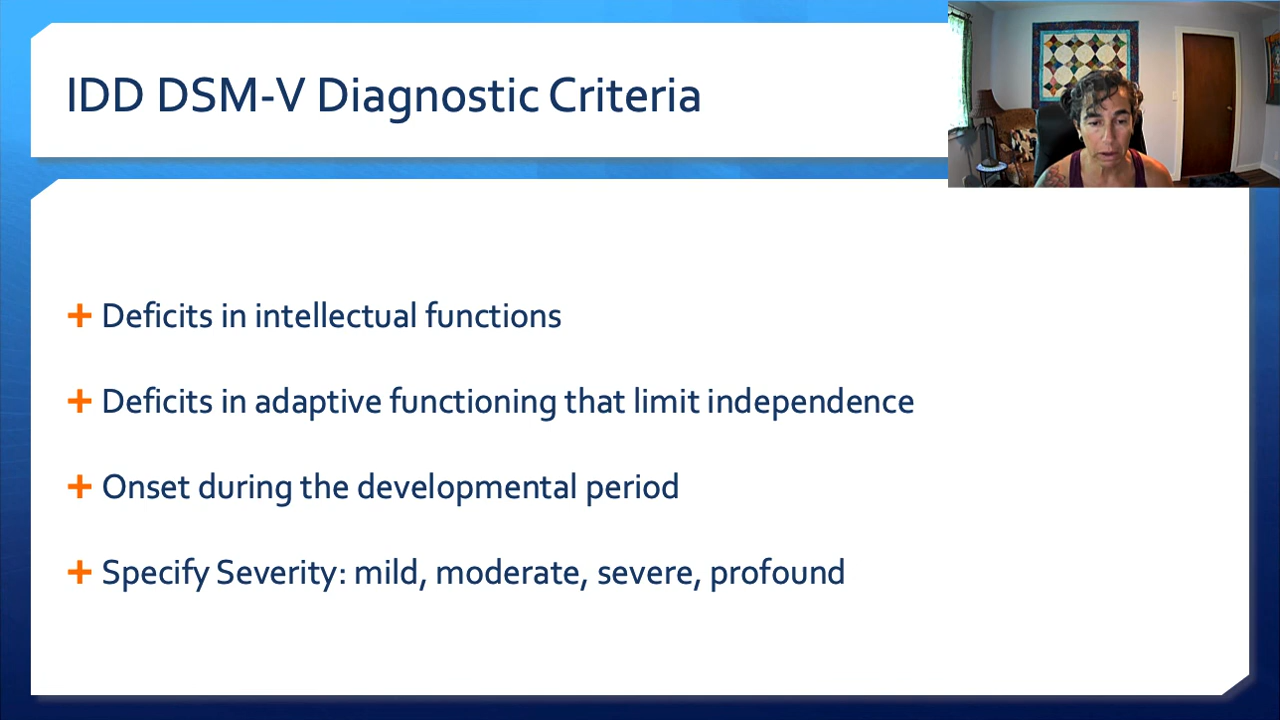 IDD DSM-V Diagnostic Criteria
+ Deficits in intellectual functions
+ Deficits in adaptive functioning that limit independence
+ Onset during the developmental period
+ Specify Severity: mild, moderate, severe, profound